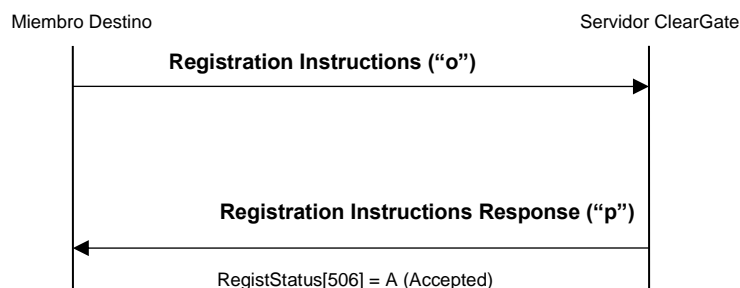 Miembro Destino
Servidor ClearGate
Registration Instructions (“o”)
Registration Instructions Response (“p”)
RegistStatus[506] = A (Accepted)